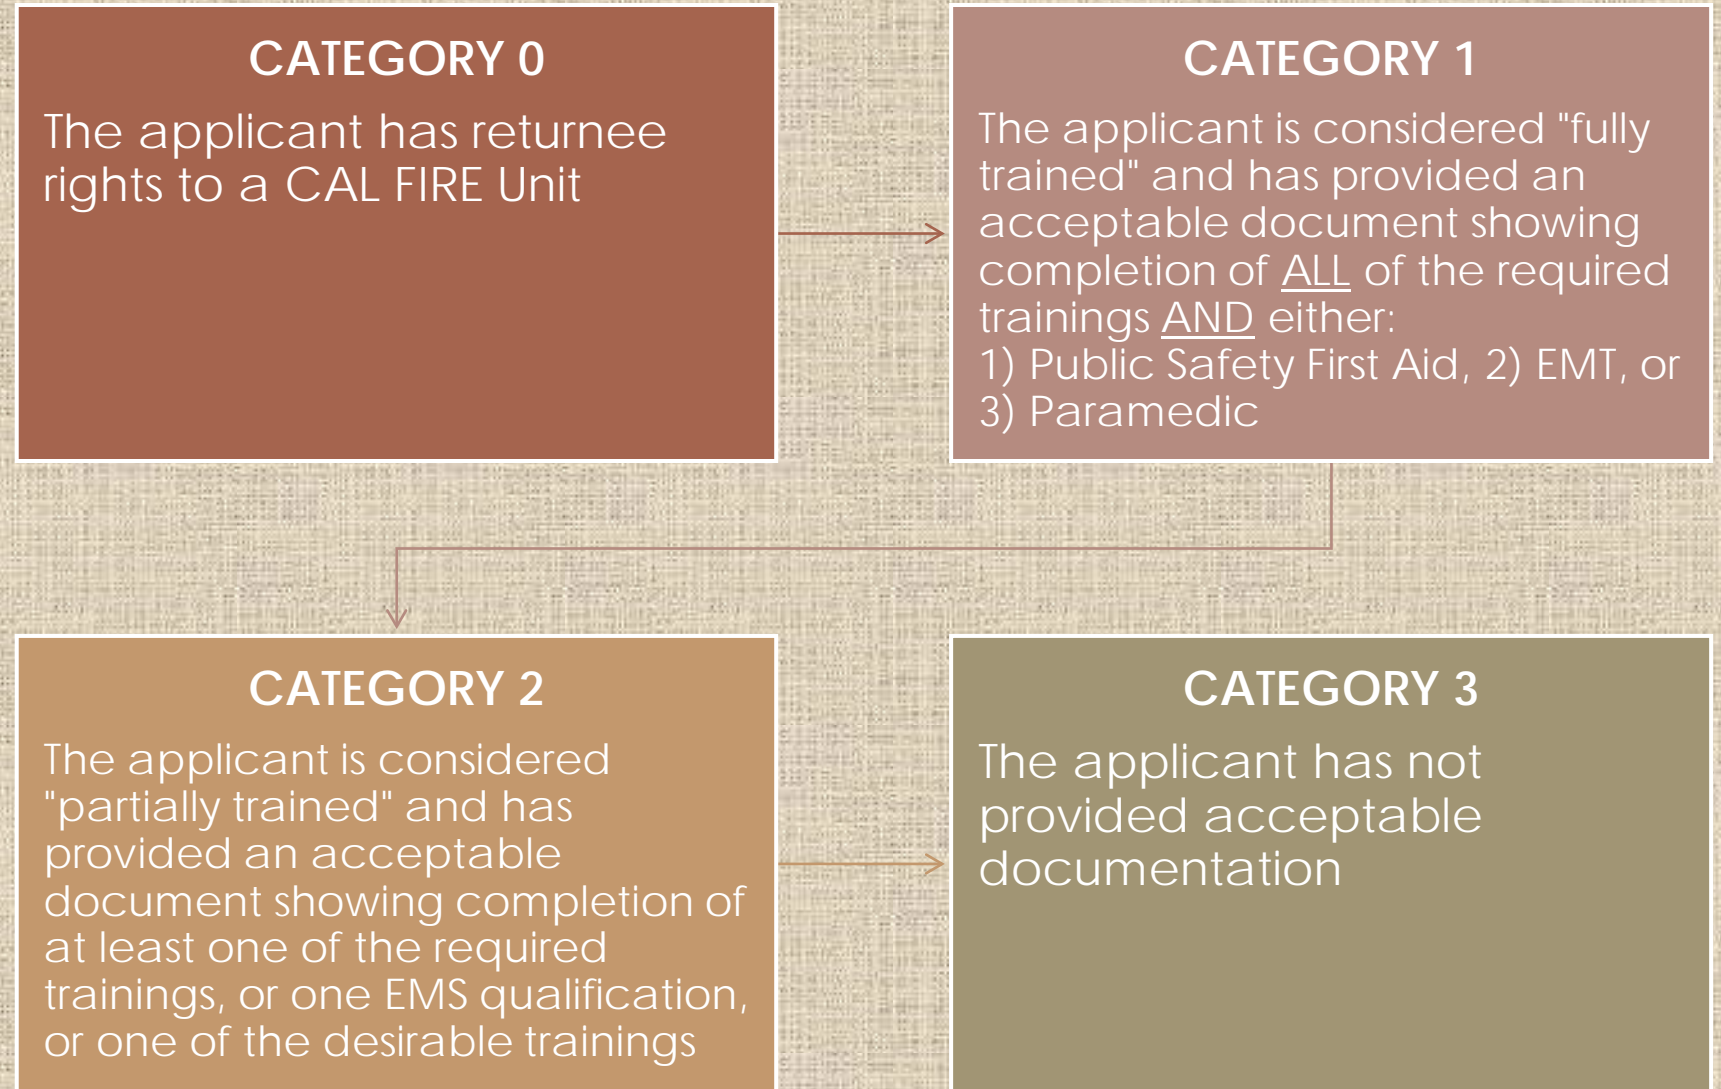 CATEGORY 0
The applicant has returnee
rights to a CAL FIRE Unit
CATEGORY 1
The applicant is considered "fully
trained" and has provided an
acceptable document showing
completion of ALL of the required
trainings AND either:
1) Public Safety First Aid, 2) EMT, or
3) Paramedic
CATEGORY 2
The applicant is considered
"partially trained" and has
provided an acceptable
document showing completion of
at least one of the required
trainings, or one EMS qualification,
or one of the desirable trainings
CATEGORY 3
The applicant has not
provided acceptable
documentation